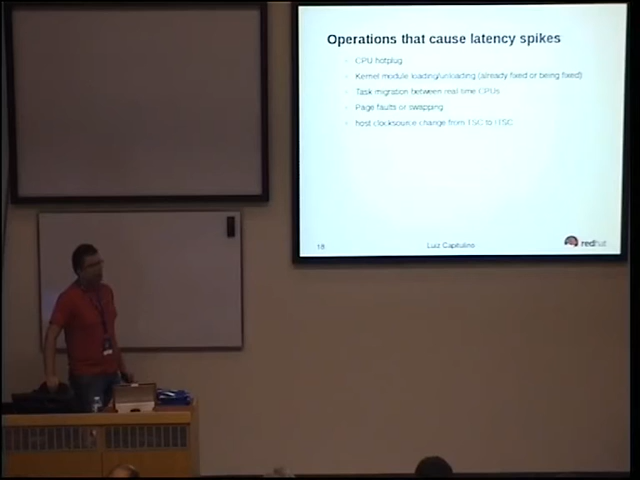 Operations that cause latency spikes
CPU hotplug
Kernel module loading/unloading (already fixed or being fixed)
Task migration between real time CPUs
Page faults or swapping
host clocksource change from TSC to
18
Luiz Capitulino
redhat